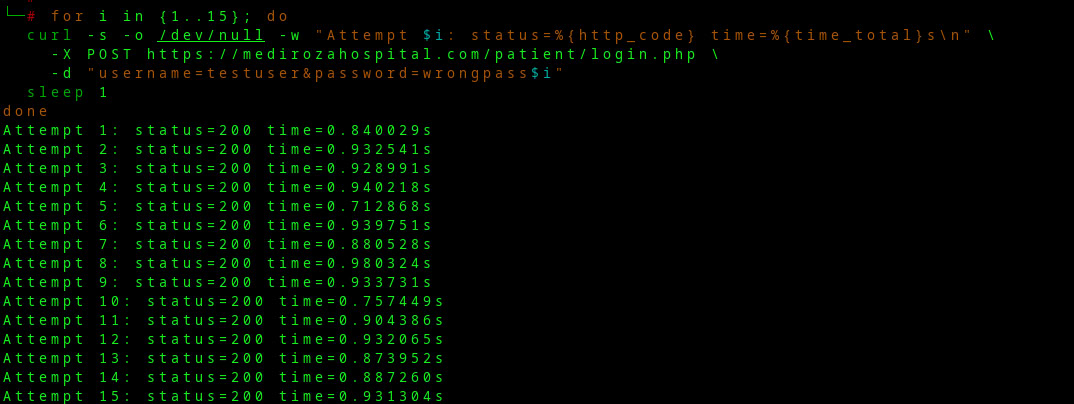 └─# for i in {1..15}; do
curl -s -o /dev/null -w "Attempt $i: status=%{http_code} time=%{time_total}s\n" \
-X POST https://medirozahospital.com/patient/login.php \
-d "username=testuser&password=wrongpass$i"
sleep 1
done
Attempt 1: status=200 time=0.840029s
Attempt 2: status=200 time=0.932541s
Attempt 3: status=200 time=0.928991s
Attempt 4: status=200 time=0.940218s
Attempt 5: status=200 time=0.712868s
Attempt 6: status=200 time=0.939751s
Attempt 7: status=200 time=0.880528s
Attempt 8: status=200 time=0.980324s
Attempt 9: status=200 time=0.933731s
Attempt 10: status=200 time=0.757449s
Attempt 11: status=200 time=0.904386s
Attempt 12: status=200 time=0.932065s
Attempt 13: status=200 time=0.873952s
Attempt 14: status=200 time=0.887260s
Attempt 15: status=200 time=0.931304s